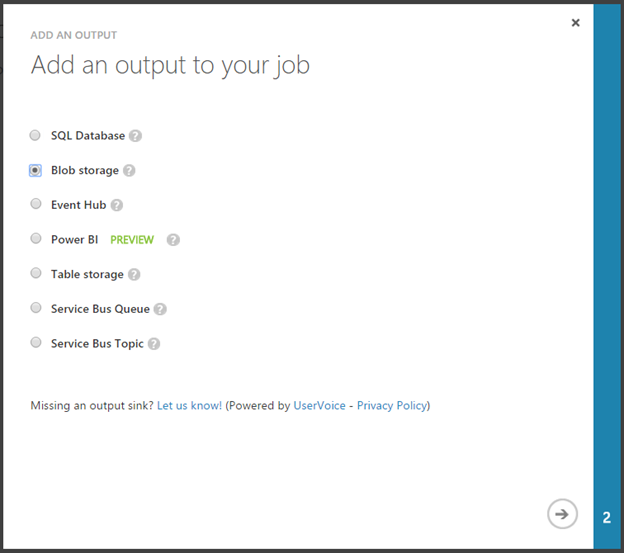 ADD AN OUTPUT
Add an output to your job
SQL Database ?
Blob storage ?
Event Hub ?
Power BI PREVIEW ?
Table storage ?
Service Bus Queue ?
Service Bus Topic ?
Missing an output sink? Let us know! (Powered by UserVoice - Privacy Policy)
2